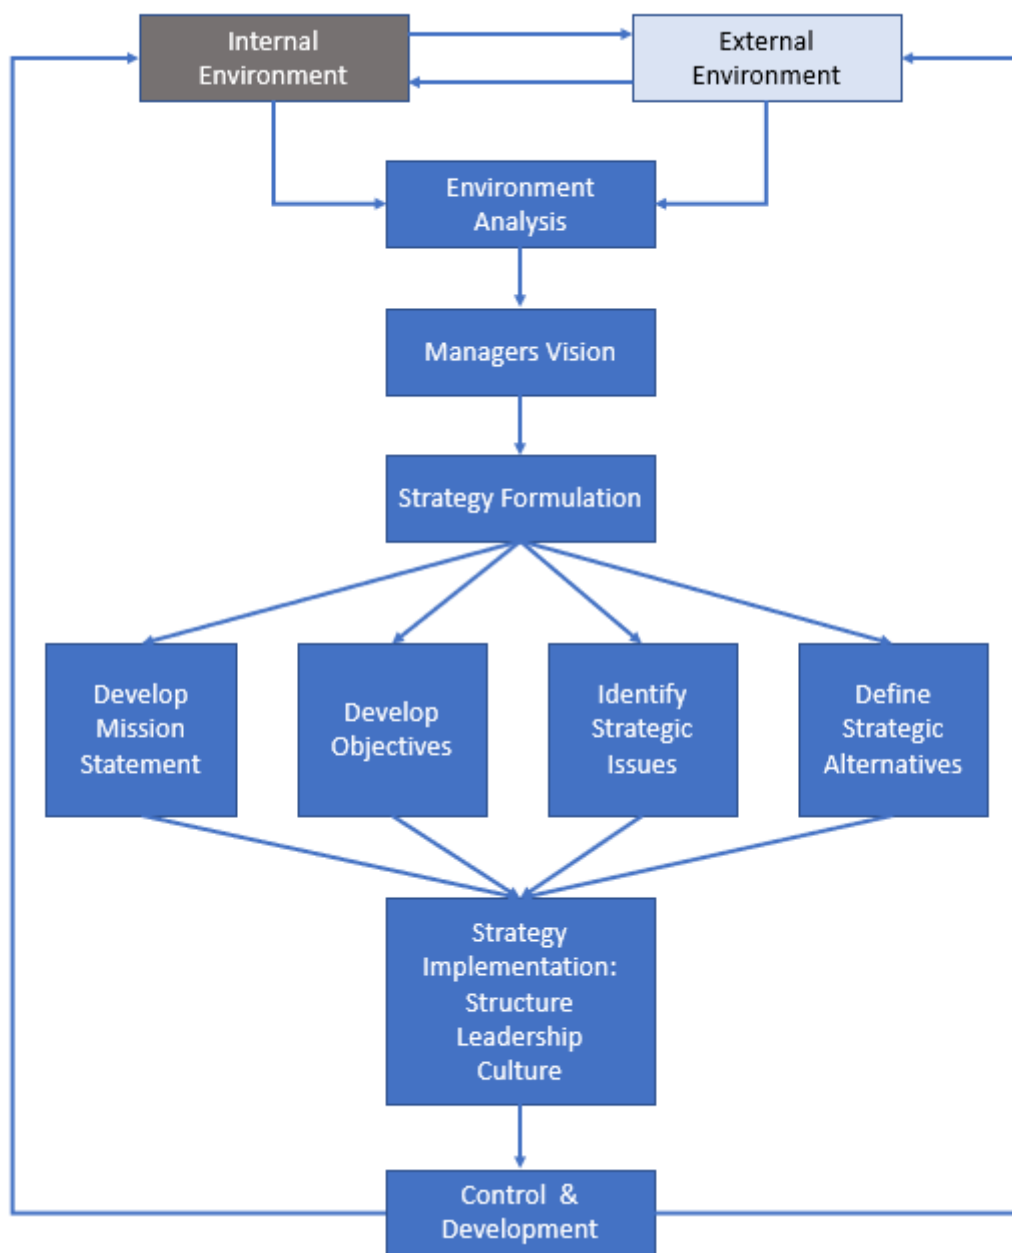 Internal
Environment
External
Environment
Environment
Analysis
Managers Vision
Strategy Formulation
Develop
Mission
Statement
Develop
Objectives
Identify
Strategic
Issues
Define
Strategic
Alternatives
Strategy
Implementation:
Structure
Leadership
Culture
Control &
Development